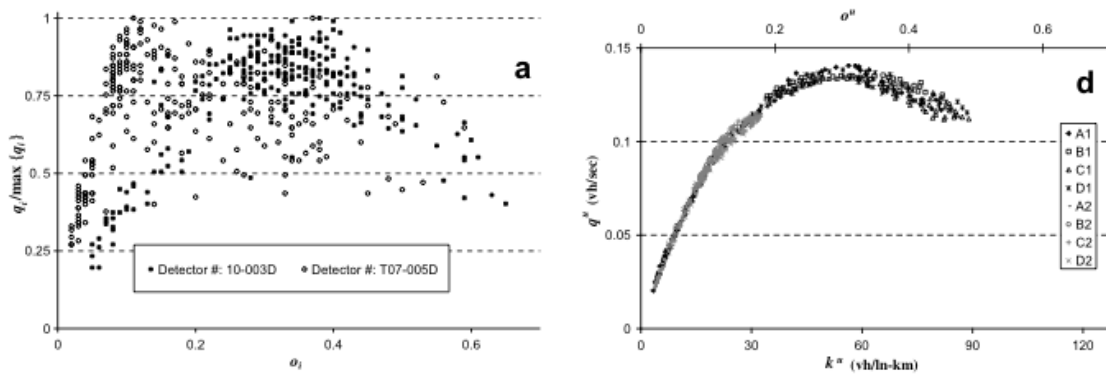 1
0.75
0.5
0.25
0
q_i/max {q_i}
a
Detector #: 10-003D
Detector #: T07-005D
0
0.2
0.4
0.6
o_i
o^u
0
0.2
0.4
0.6
0.15
0.1
0.05
0
q^u (vh/sec)
d
A1
B1
C1
D1
A2
B2
C2
D2
0
30
60
90
120
k^u (vh/ln-km)